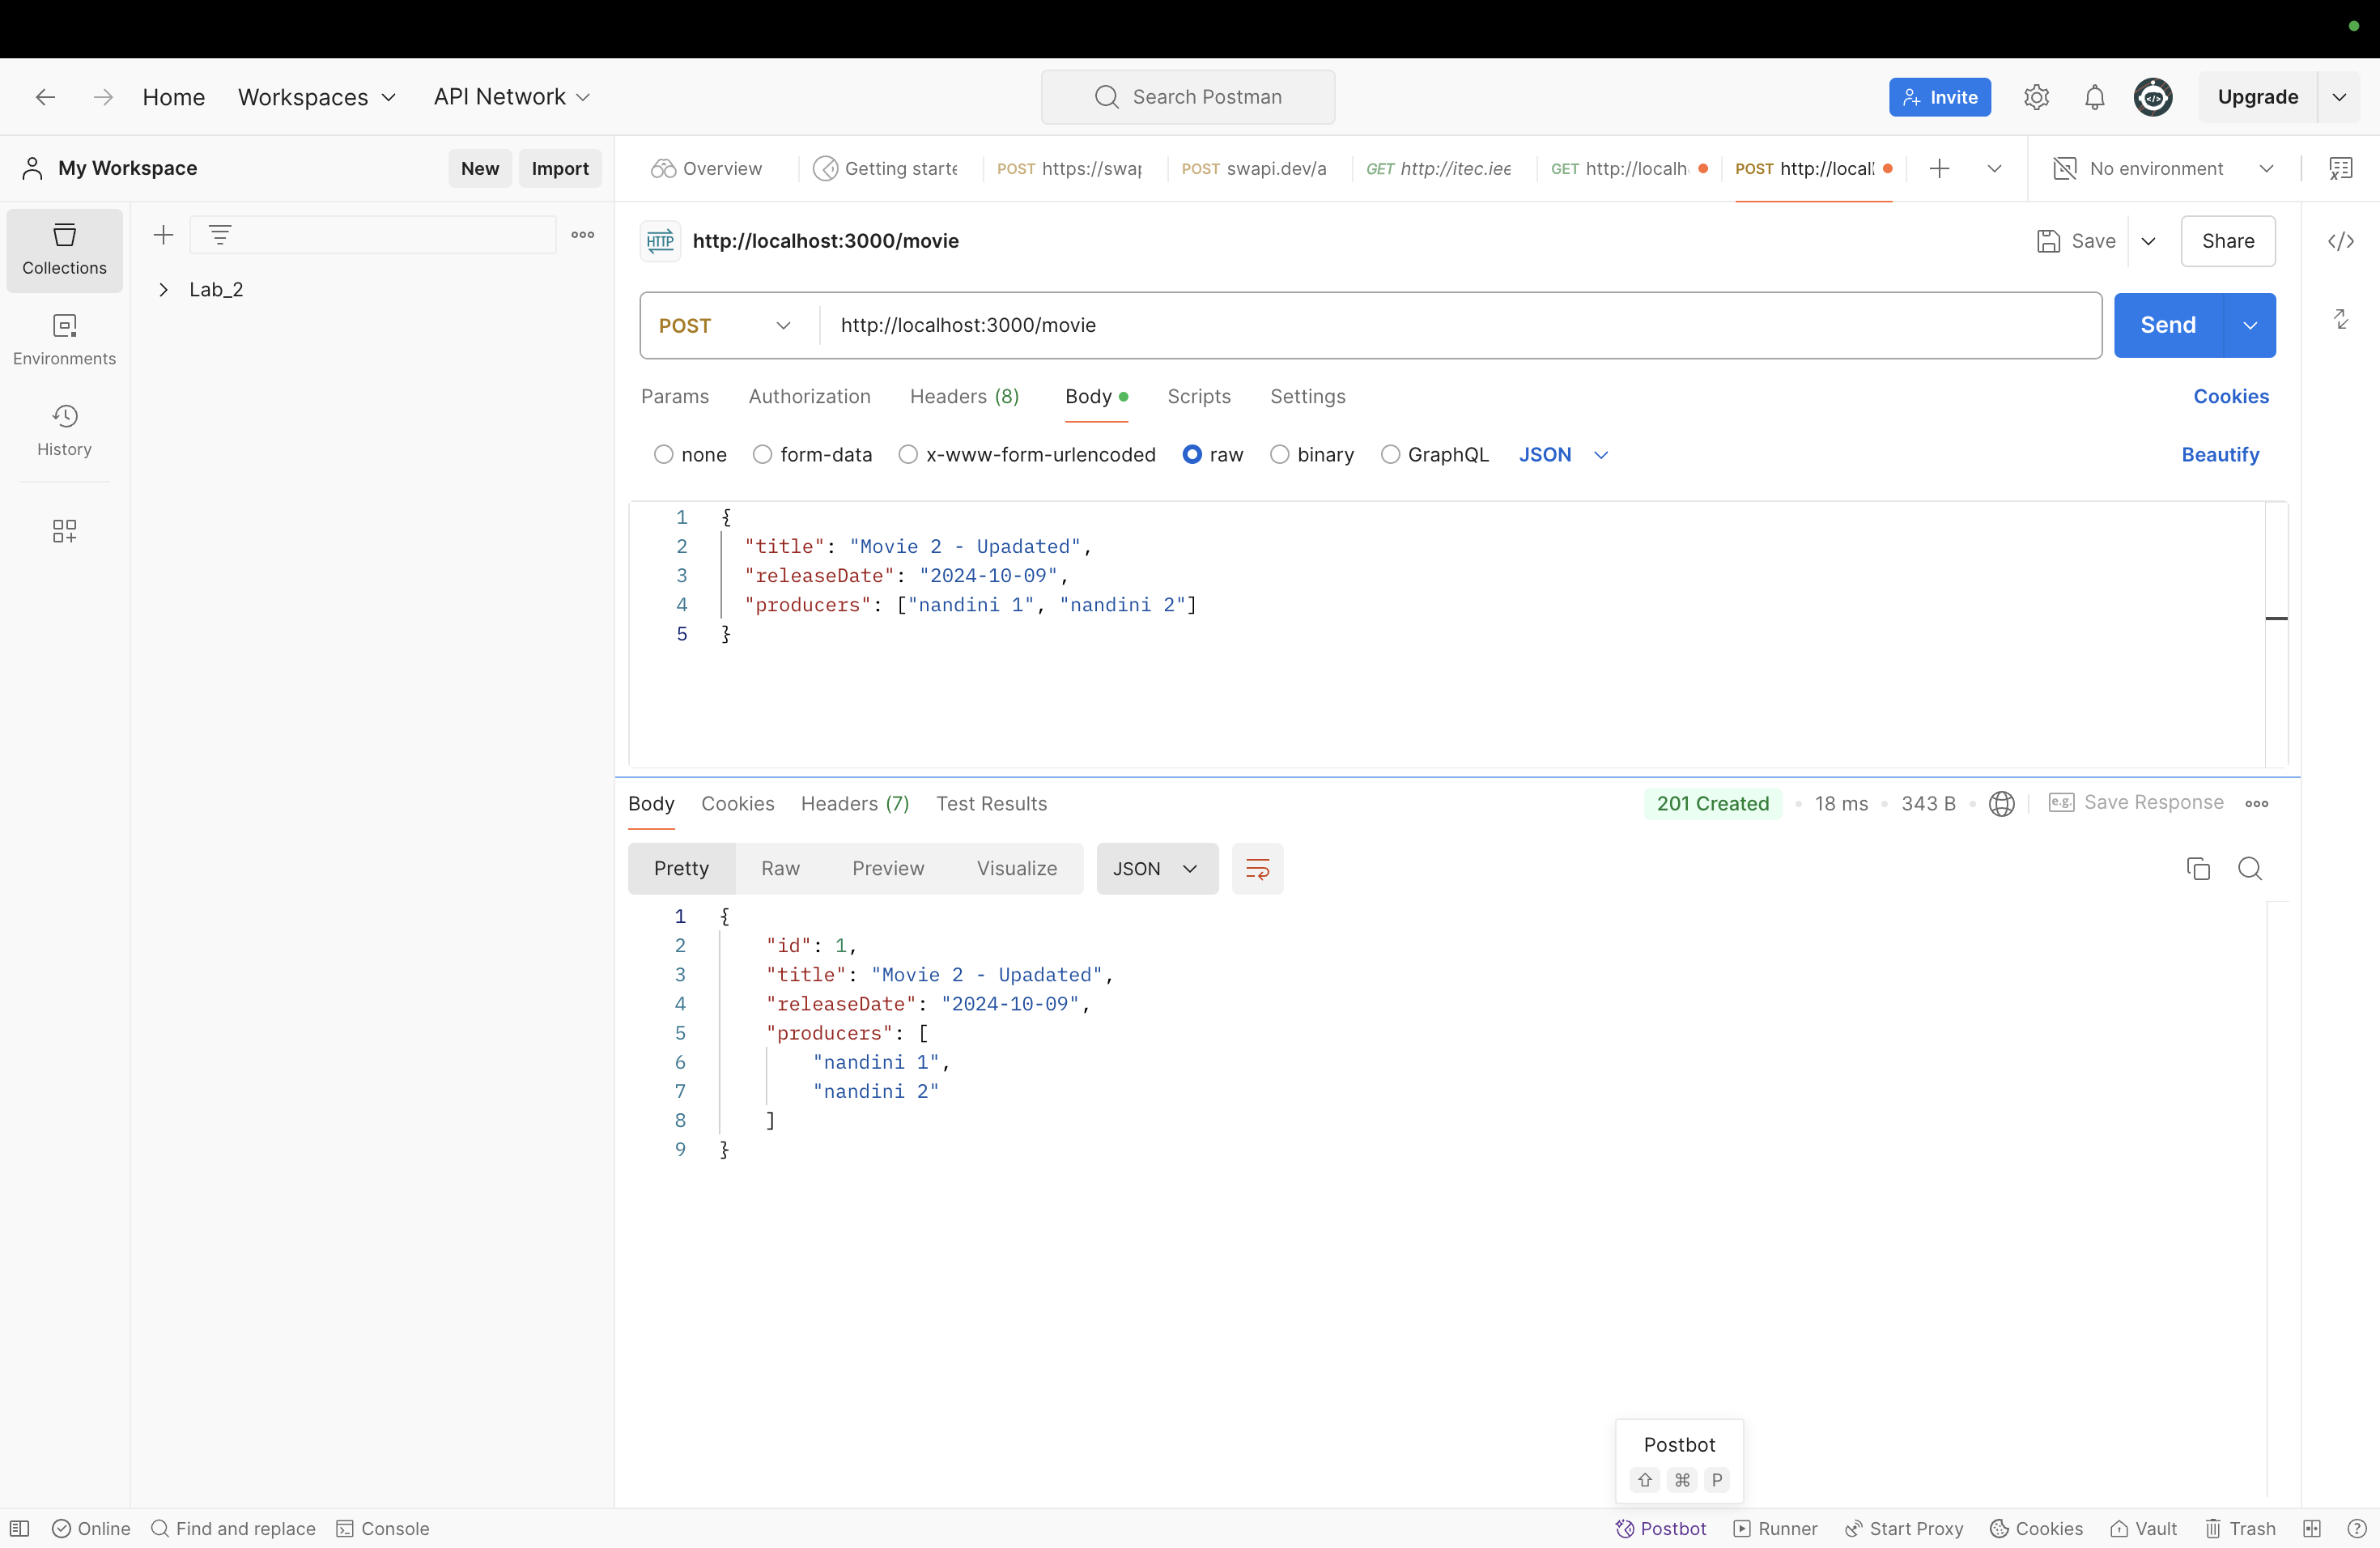 Home Workspaces API Network Search Postman Invite Upgrade
My Workspace New Import Overview Getting starte POST https://swap POST swapi.dev/a GET http://itec.iee GET http://localh POST http://local No environment
Collections
Lab_2
Environments
History
HTTP http://localhost:3000/movie Save Share
POST http://localhost:3000/movie Send
Params Authorization Headers (8) Body Scripts Settings Cookies
none form-data x-www-form-urlencoded raw binary GraphQL JSON Beautify
1 {
2 "title": "Movie 2 - Upadated",
3 "releaseDate": "2024-10-09",
4 "producers": ["nandini 1", "nandini 2"]
5 }
Body Cookies Headers (7) Test Results 201 Created 18 ms 343 B e.g. Save Response
Pretty Raw Preview Visualize JSON
1 {
2 "id": 1,
3 "title": "Movie 2 - Upadated",
4 "releaseDate": "2024-10-09",
5 "producers": [
6 "nandini 1",
7 "nandini 2"
8 ]
9 }
Postbot
⇧ ⌘ P
Online Find and replace Console Postbot Runner Start Proxy Cookies Vault Trash